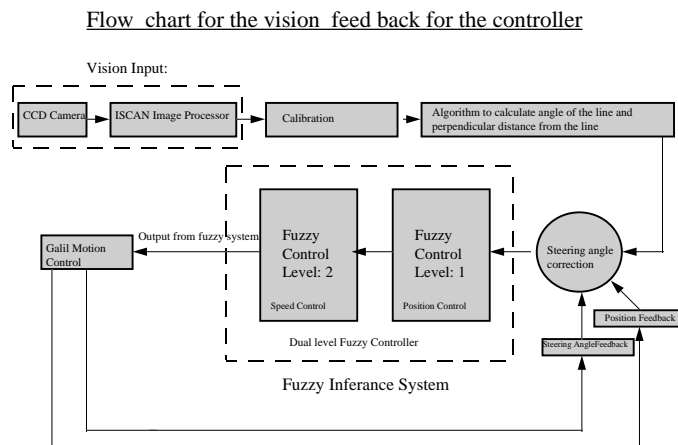 Flow chart for the vision feed back for the controller
Vision Input:
CCD Camera
ISCAN Image Processor
Calibration
Algorithm to calculate angle of the line and
perpendicular distance from the line
Fuzzy
Control
Level: 2
Speed Control
Fuzzy
Control
Level: 1
Position Control
Steering angle
correction
Output from fuzzy system
Galil Motion
Control
Position Feedback
Steering AngleFeedback
Dual level Fuzzy Controller
Fuzzy Inferance System